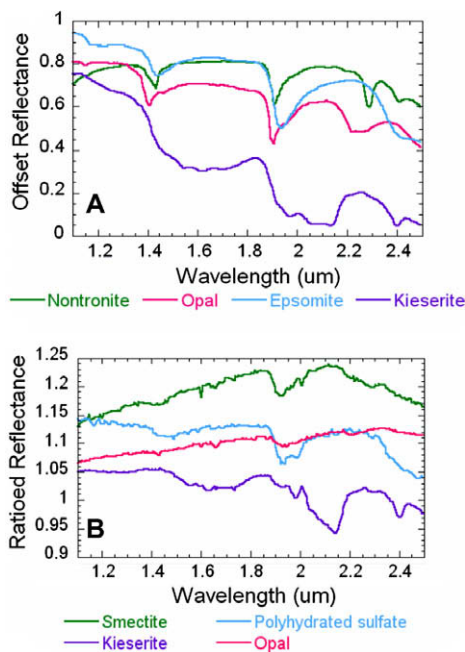 1
0.8
0.6
0.4
0.2
0
Offset Reflectance
A
1.2 1.4 1.6 1.8 2 2.2 2.4
Wavelength (um)
Nontronite Opal Epsomite Kieserite
1.25
1.2
1.15
1.1
1.05
1
0.95
0.9
Ratioed Reflectance
B
1.2 1.4 1.6 1.8 2 2.2 2.4
Wavelength (um)
Smectite Polyhydrated sulfate
Kieserite Opal